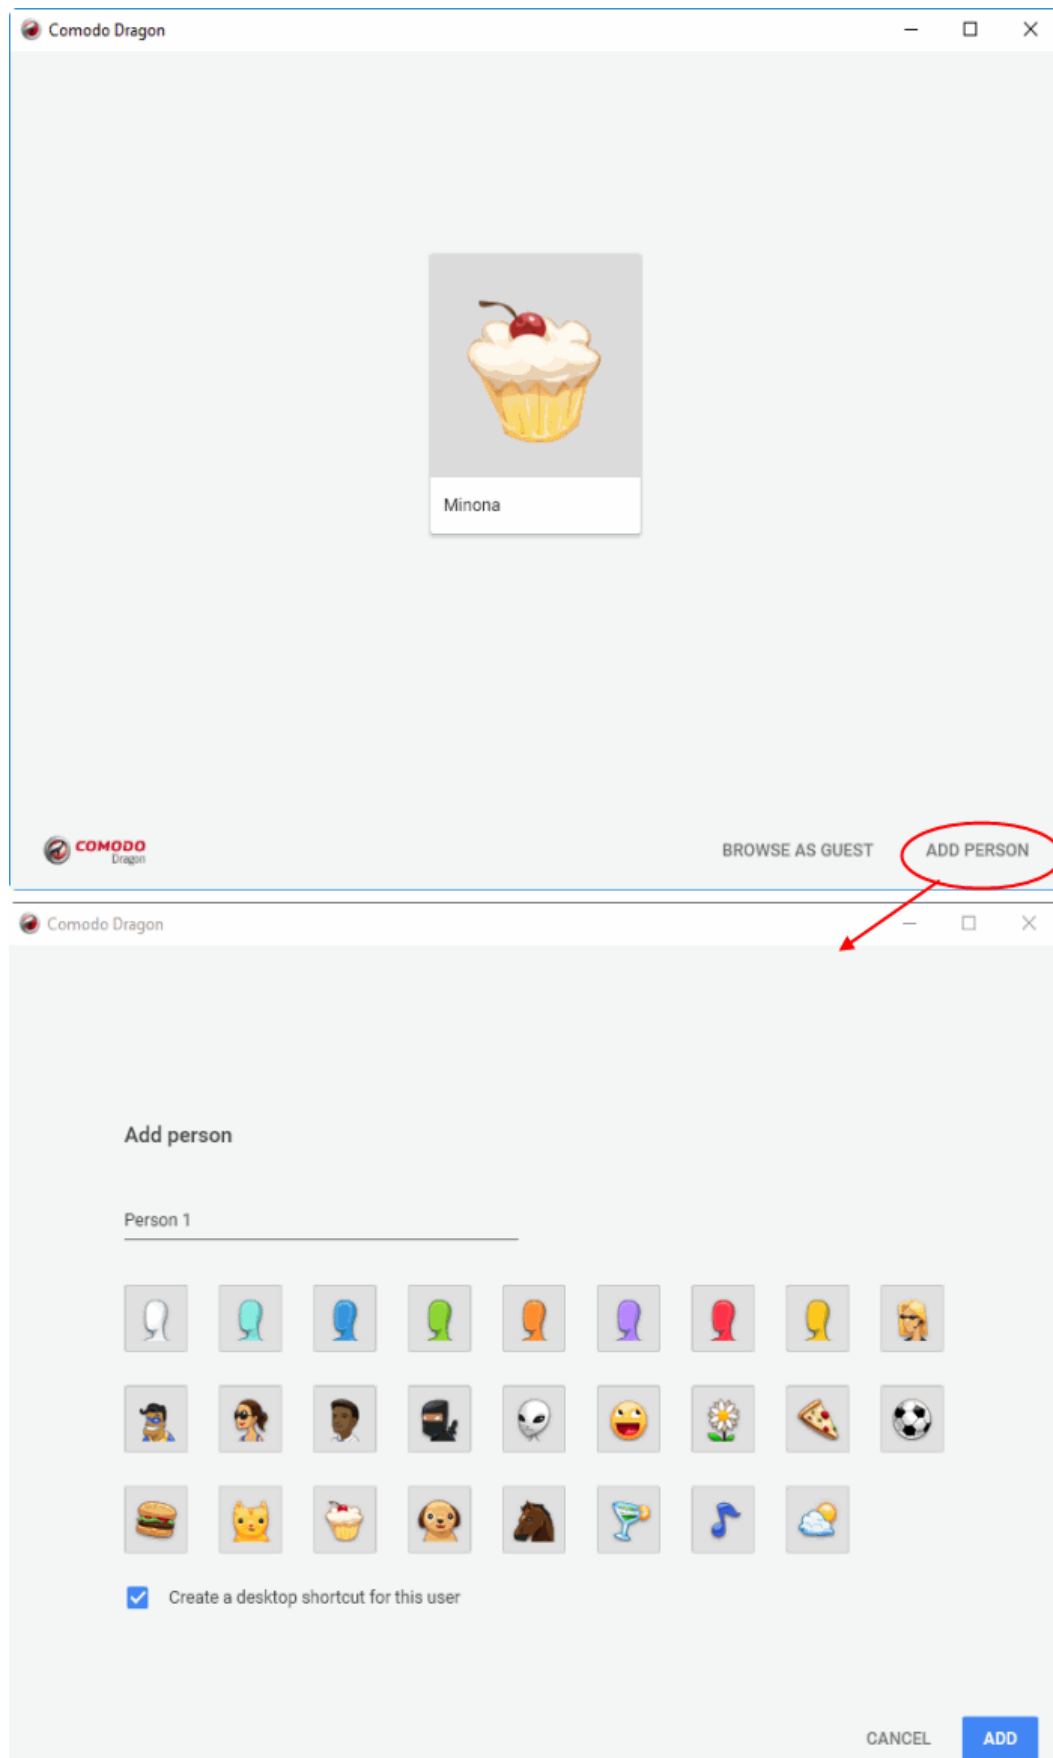 Comodo Dragon
Minona
COMODO
Dragon
BROWSE AS GUEST
ADD PERSON
Comodo Dragon
Add person
Person 1
Create a desktop shortcut for this user
CANCEL
ADD